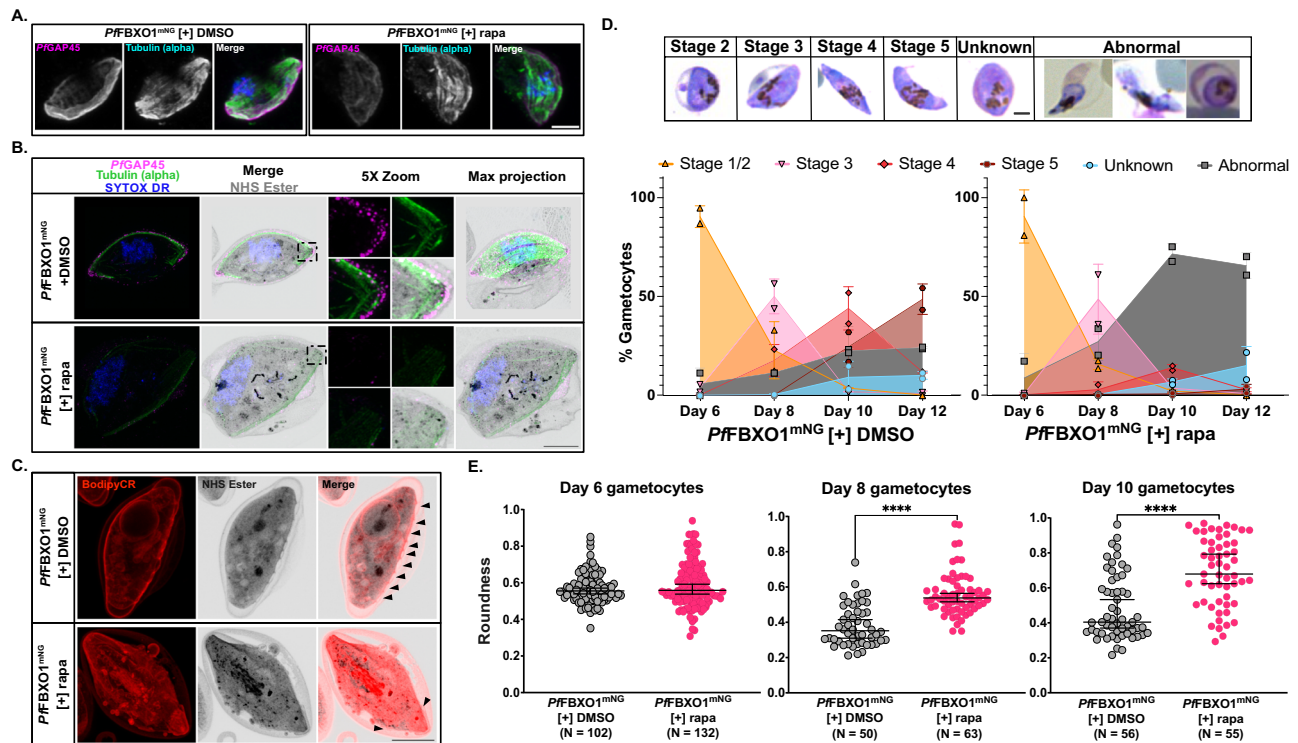 A.
PfFBXO1mNG [+] DMSO
PfFBXO1mNG [+] rapa
PfGAP45 Tubulin (alpha) Merge
PfGAP45 Tubulin (alpha) Merge
B.
PfGAP45
Tubulin (alpha)
SYTOX DR
Merge
NHS Ester
5X Zoom
Max projection
PfFBXO1mNG
+DMSO
PfFBXO1mNG
[+] rapa
C.
BodipyCR
NHS Ester
Merge
PfFBXO1mNG
[+] DMSO
PfFBXO1mNG
[+] rapa
D.
Stage 2 Stage 3 Stage 4 Stage 5 Unknown Abnormal
Stage 1/2 Stage 3 Stage 4 Stage 5 Unknown Abnormal
% Gametocytes
100
50
0
Day 6 Day 8 Day 10 Day 12
PfFBXO1mNG [+] DMSO
100
50
0
Day 6 Day 8 Day 10 Day 12
PfFBXO1mNG [+] rapa
E.
Roundness
Day 6 gametocytes
1.0
0.8
0.6
0.4
0.2
0.0
PfFBXO1mNG
[+] DMSO
(N = 102)
PfFBXO1mNG
[+] rapa
(N = 132)
Day 8 gametocytes
****
1.0
0.8
0.6
0.4
0.2
0.0
PfFBXO1mNG
[+] DMSO
(N = 50)
PfFBXO1mNG
[+] rapa
(N = 63)
Day 10 gametocytes
****
1.0
0.8
0.6
0.4
0.2
0.0
PfFBXO1mNG
[+] DMSO
(N = 56)
PfFBXO1mNG
[+] rapa
(N = 55)